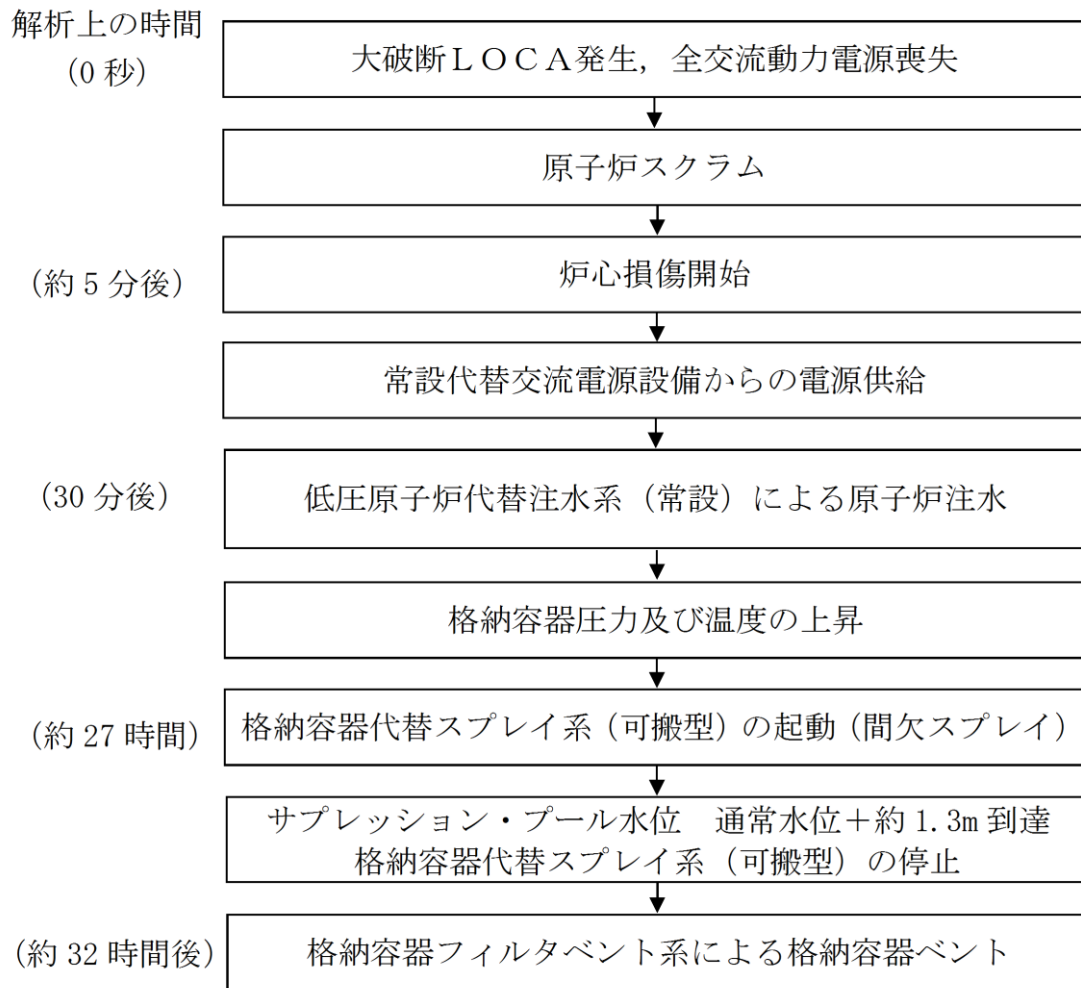 解析上の時間
(0 秒)
大破断ＬＯＣＡ発生，全交流動力電源喪失
原子炉スクラム
(約 5 分後)
炉心損傷開始
常設代替交流電源設備からの電源供給
(30 分後)
低圧原子炉代替注水系（常設）による原子炉注水
格納容器圧力及び温度の上昇
(約 27 時間)
格納容器代替スプレイ系（可搬型）の起動（間欠スプレイ）
サプレッション・プール水位　通常水位＋約 1.3m 到達
格納容器代替スプレイ系（可搬型）の停止
(約 32 時間後)
格納容器フィルタベント系による格納容器ベント